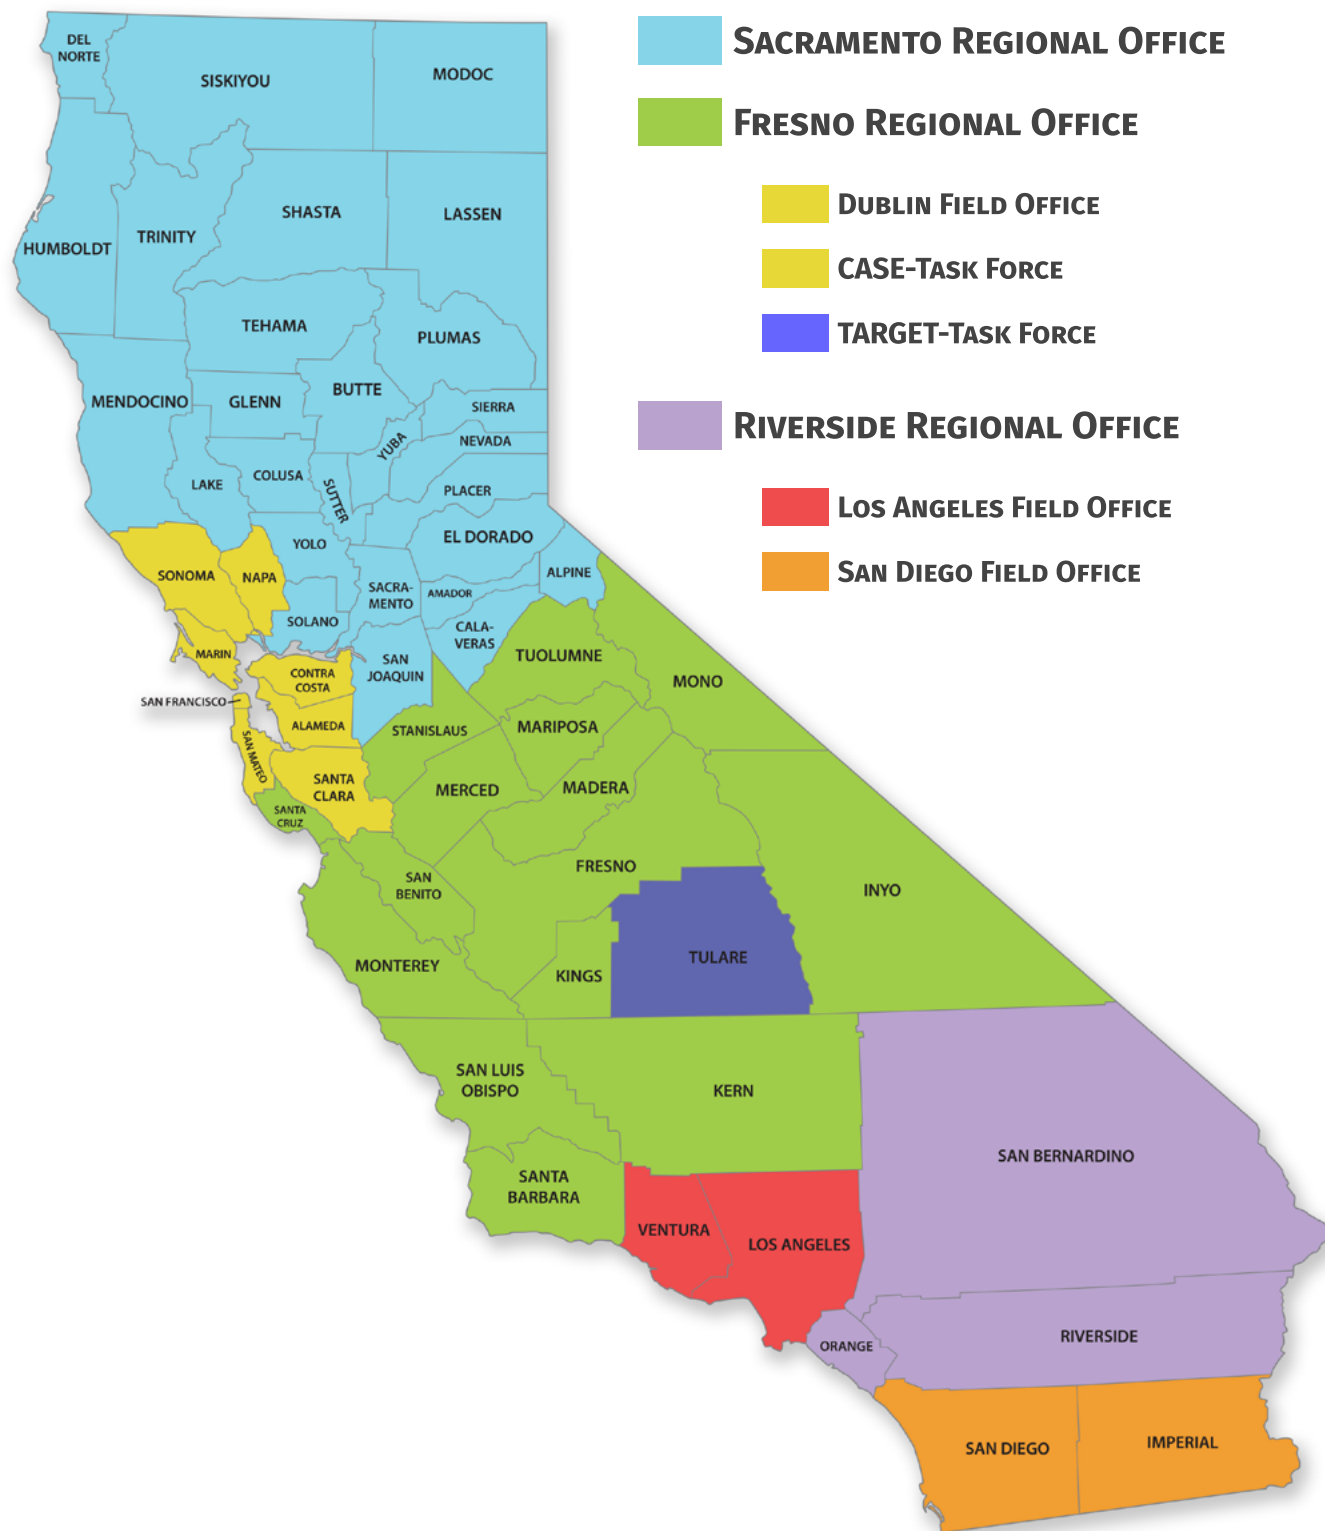 SACRAMENTO REGIONAL OFFICE
FRESNO REGIONAL OFFICE
DUBLIN FIELD OFFICE
CASE-TASK FORCE
TARGET-TASK FORCE
RIVERSIDE REGIONAL OFFICE
LOS ANGELES FIELD OFFICE
SAN DIEGO FIELD OFFICE
DEL
NORTE
SISKIYOU
MODOC
HUMBOLDT
TRINITY
SHASTA
LASSEN
TEHAMA
PLUMAS
MENDOCINO
GLENN
BUTTE
SIERRA
YUBA
NEVADA
LAKE
COLUSA
SUTTER
PLACER
YOLO
EL DORADO
SONOMA
NAPA
SACRA-
MENTO
AMADOR
ALPINE
SOLANO
CALA-
VERAS
MARIN
CONTRA
COSTA
SAN
JOAQUIN
TUOLUMNE
MONO
SAN FRANCISCO
ALAMEDA
STANISLAUS
MARIPOSA
SAN MATEO
SANTA
CLARA
MERCED
MADERA
SANTA
CRUZ
FRESNO
SAN
BENITO
INYO
MONTEREY
KINGS
TULARE
SAN LUIS
OBISPO
KERN
SAN BERNARDINO
SANTA
BARBARA
VENTURA
LOS ANGELES
ORANGE
RIVERSIDE
SAN DIEGO
IMPERIAL